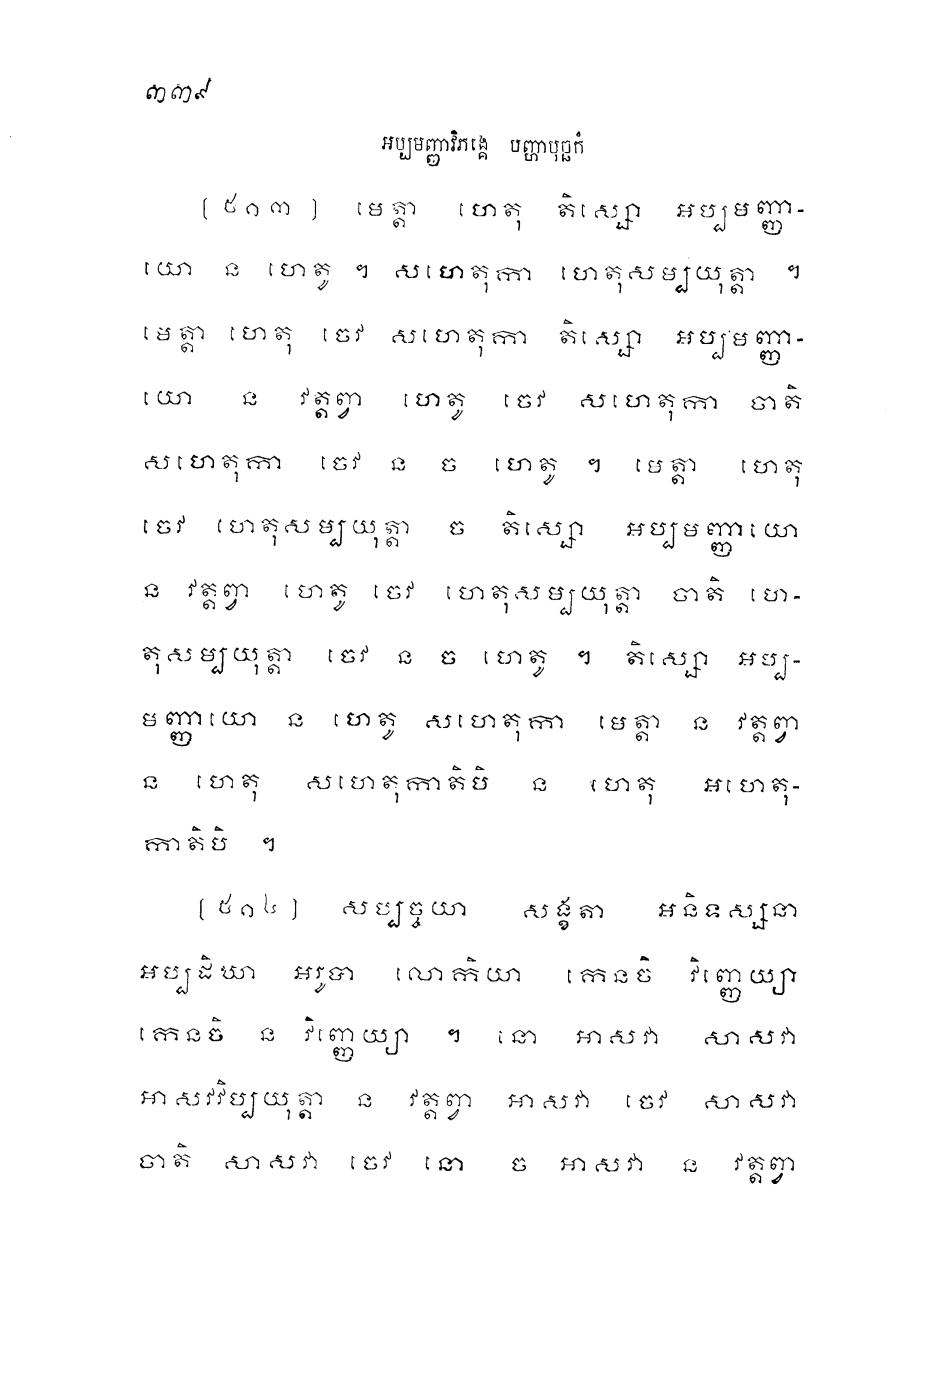 ៣៣៩
អប្បមញ្ញាវិភង្គេ បញ្ហាបុច្ឆកំ
[៥១៣] មេត្តា ហេតុ តិស្សោ អប្បមញ្ញា-
យោ ន ហេតូ ។ សហេតុកា ហេតុសម្បយុត្តា ។
មេត្តា ហេតុ ចេវ សហេតុកា តិស្សោ អប្បមញ្ញា-
យោ ន វត្តព្វា ហេតូ ចេវ សហេតុកា ចាតិ
សហេតុកា ចេវ ន ច ហេតូ ។ មេត្តា ហេតុ
ចេវ ហេតុសម្បយុត្តា ច តិស្សោ អប្បមញ្ញាយោ
ន វត្តព្វា ហេតូ ចេវ ហេតុសម្បយុត្តា ចាតិ ហេ-
តុសម្បយុត្តា ចេវ ន ច ហេតូ ។ តិស្សោ អប្ប-
មញ្ញាយោ ន ហេតូ សហេតុកា មេត្តា ន វត្តព្វា
ន ហេតុ សហេតុកាតិបិ ន ហេតុ អហេតុ-
កាតិបិ ។
[៥១៤] សប្បច្ចយា សង្ខតា អនិទស្សនា
អប្បដិឃា អរូបា លោកិយា កេនចិ វិញ្ញេយ្យា
កេនចិ ន វិញ្ញេយ្យា ។ នោ អាសវា សាសវា
អាសវវិប្បយុត្តា ន វត្តព្វា អាសវា ចេវ សាសវា
ចាតិ សាសវា ចេវ នោ ច អាសវា ន វត្តព្វា